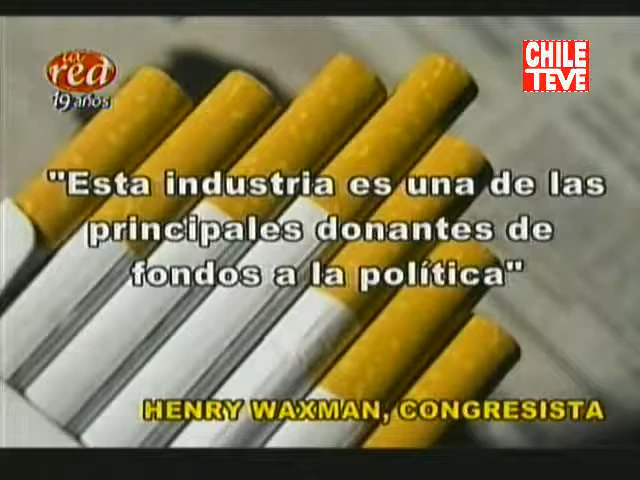 la red
19 años
CHILE
TEVE
"Esta industria es una de las
principales donantes de
fondos a la política"
HENRY WAXMAN, CONGRESISTA